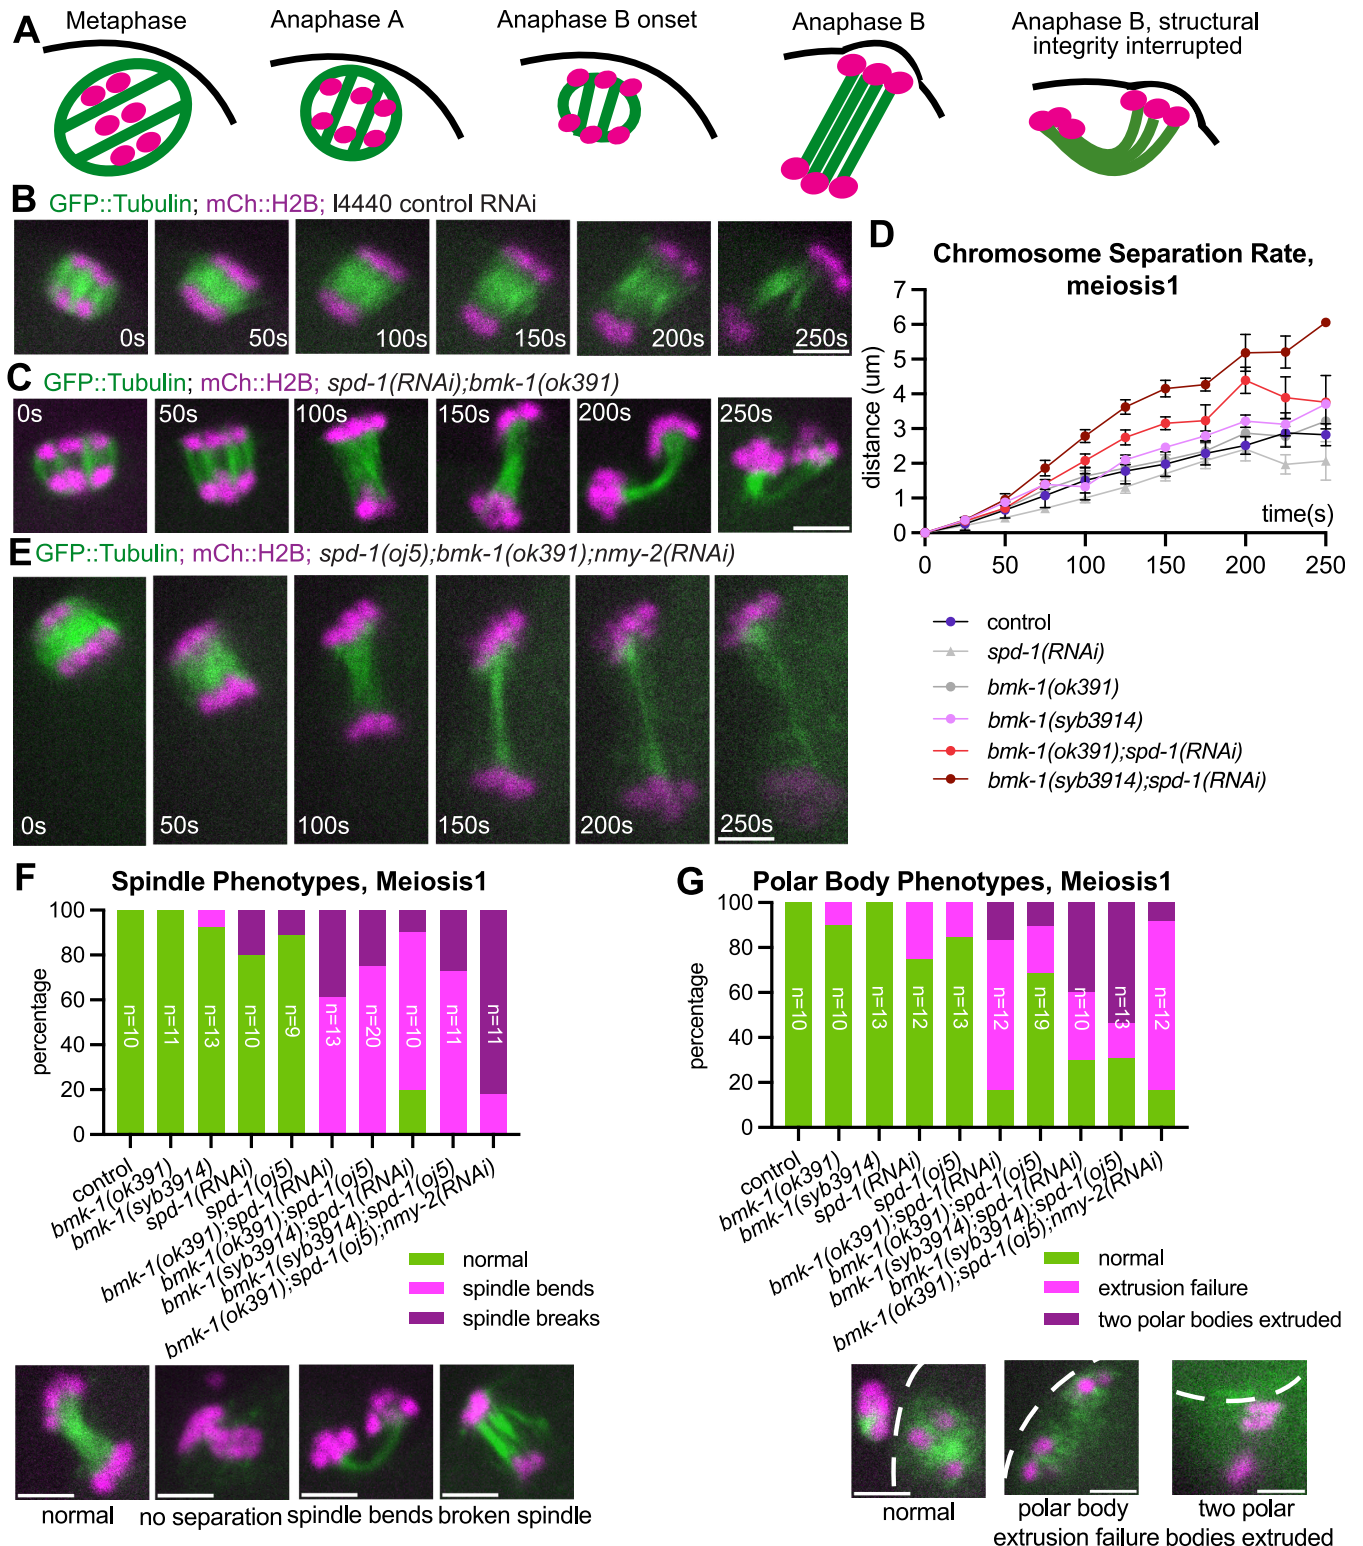 A
Metaphase
Anaphase A
Anaphase B onset
Anaphase B
Anaphase B, structural
integrity interrupted
B GFP::Tubulin; mCh::H2B; l4440 control RNAi
0s
50s
100s
150s
200s
250s
C GFP::Tubulin; mCh::H2B; spd-1(RNAi);bmk-1(ok391)
0s
50s
100s
150s
200s
250s
D
Chromosome Separation Rate,
meiosis1
distance (um)
7
6
5
4
3
2
1
0
time(s)
0
50
100
150
200
250
control
spd-1(RNAi)
bmk-1(ok391)
bmk-1(syb3914)
bmk-1(ok391);spd-1(RNAi)
bmk-1(syb3914);spd-1(RNAi)
E GFP::Tubulin; mCh::H2B; spd-1(oj5);bmk-1(ok391);nmy-2(RNAi)
0s
50s
100s
150s
200s
250s
F
Spindle Phenotypes, Meiosis1
percentage
100
80
60
40
20
0
n=10
n=11
n=13
n=10
n=9
n=13
n=20
n=10
n=11
n=11
control
bmk-1(ok391)
bmk-1(syb3914)
spd-1(RNAi)
spd-1(oj5)
bmk-1(ok391);spd-1(RNAi)
bmk-1(ok391);spd-1(oj5)
bmk-1(syb3914);spd-1(RNAi)
bmk-1(syb3914);spd-1(oj5)
bmk-1(ok391);spd-1(oj5);nmy-2(RNAi)
normal
spindle bends
spindle breaks
normal
no separation
spindle bends
broken spindle
G
Polar Body Phenotypes, Meiosis1
percentage
100
80
60
40
20
0
n=10
n=10
n=13
n=12
n=13
n=12
n=19
n=10
n=13
n=12
control
bmk-1(ok391)
bmk-1(syb3914)
spd-1(RNAi)
spd-1(oj5)
bmk-1(ok391);spd-1(RNAi)
bmk-1(ok391);spd-1(oj5)
bmk-1(syb3914);spd-1(RNAi)
bmk-1(syb3914);spd-1(oj5)
bmk-1(ok391);spd-1(oj5);nmy-2(RNAi)
normal
extrusion failure
two polar bodies extruded
normal
polar body
extrusion failure
two polar
bodies extruded